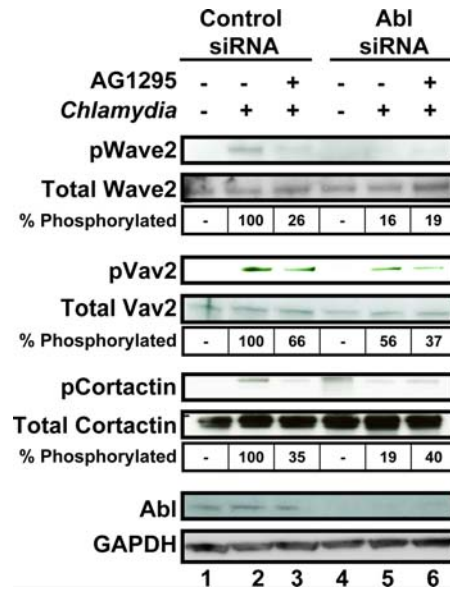 Control Abl
siRNA siRNA
AG1295 - - + - - +
Chlamydia - + + - + +
pWave2
Total Wave2
% Phosphorylated - 100 26 - 16 19
pVav2
Total Vav2
% Phosphorylated - 100 66 - 56 37
pCortactin
Total Cortactin
% Phosphorylated - 100 35 - 19 40
Abl
GAPDH
1 2 3 4 5 6